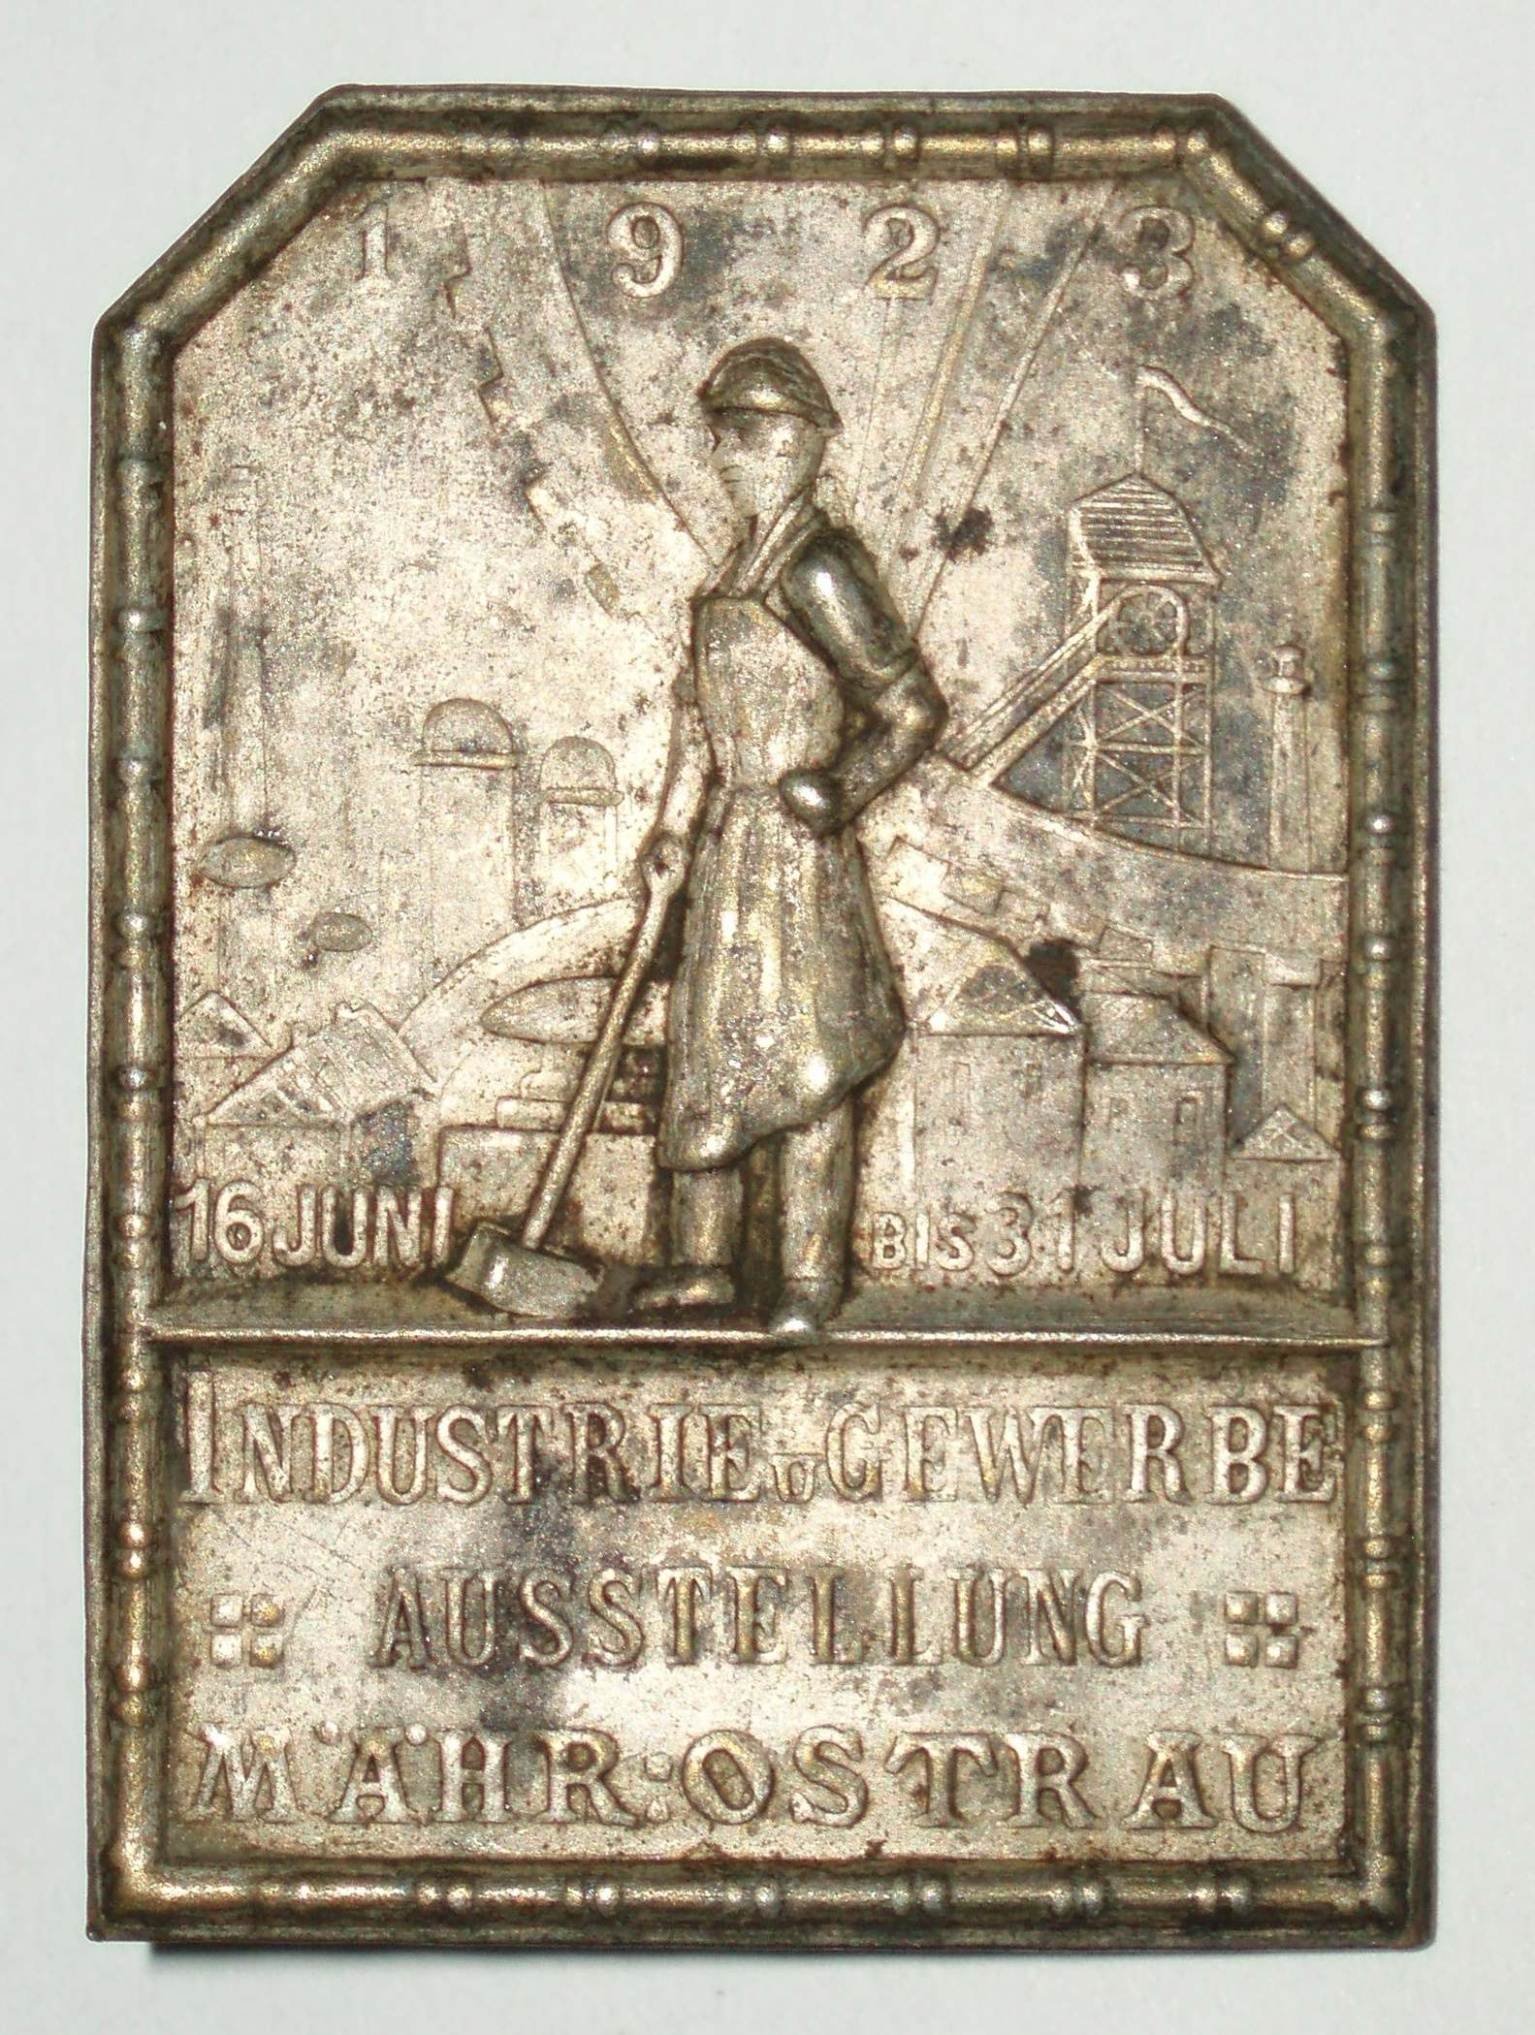 1923
16 JUNI BIS 31 JULI
INDUSTRIE U GEWERBE
AUSSTELLUNG
MÄHR: OSTRAU